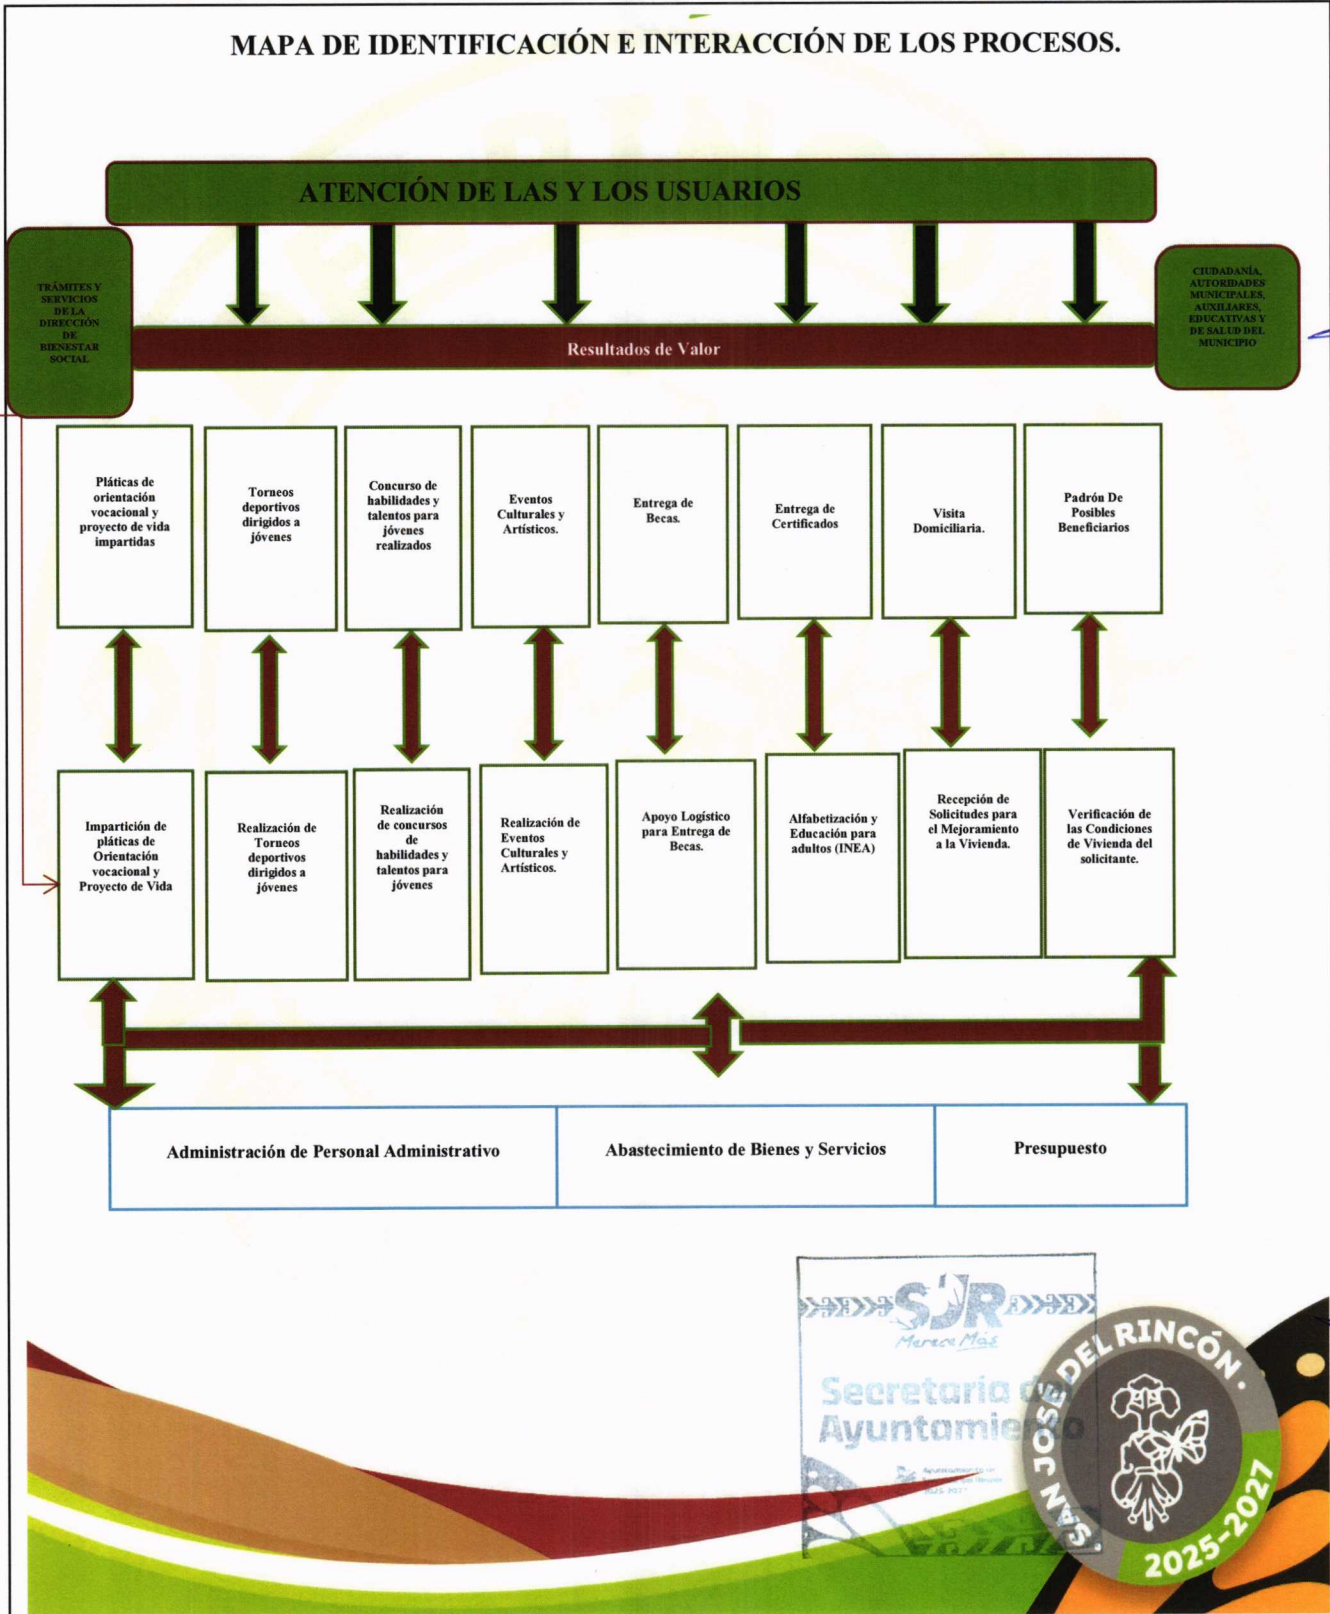 MAPA DE IDENTIFICACIÓN E INTERACCIÓN DE LOS PROCESOS.
ATENCIÓN DE LAS Y LOS USUARIOS
TRÁMITES Y
SERVICIOS
DE LA
DIRECCIÓN
DE
BIENESTAR
SOCIAL
CIUDADANÍA,
AUTORIDADES
MUNICIPALES,
AUXILIARES,
EDUCATIVAS Y
DE SALUD DEL
MUNICIPIO
Resultados de Valor
Pláticas de
orientación
vocacional y
proyecto de vida
impartidas
Torneos
deportivos
dirigidos a
jóvenes
Concurso de
habilidades y
talentos para
jóvenes
realizados
Eventos
Culturales y
Artísticos.
Entrega de
Becas.
Entrega de
Certificados
Visita
Domiciliaria.
Padrón De
Posibles
Beneficiarios
Impartición de
pláticas de
Orientación
vocacional y
Proyecto de Vida
Realización de
Torneos
deportivos
dirigidos a
jóvenes
Realización
de concursos
de
habilidades y
talentos para
jóvenes
Realización de
Eventos
Culturales y
Artísticos.
Apoyo Logístico
para Entrega de
Becas.
Alfabetización y
Educación para
adultos (INEA)
Recepción de
Solicitudes para
el Mejoramiento
a la Vivienda.
Verificación de
las Condiciones
de Vivienda del
solicitante.
Administración de Personal Administrativo
Abastecimiento de Bienes y Servicios
Presupuesto
SJR
Merece Más
Secretaria del
Ayuntamiento
SAN JOSE DEL RINCÓN
2025-2027